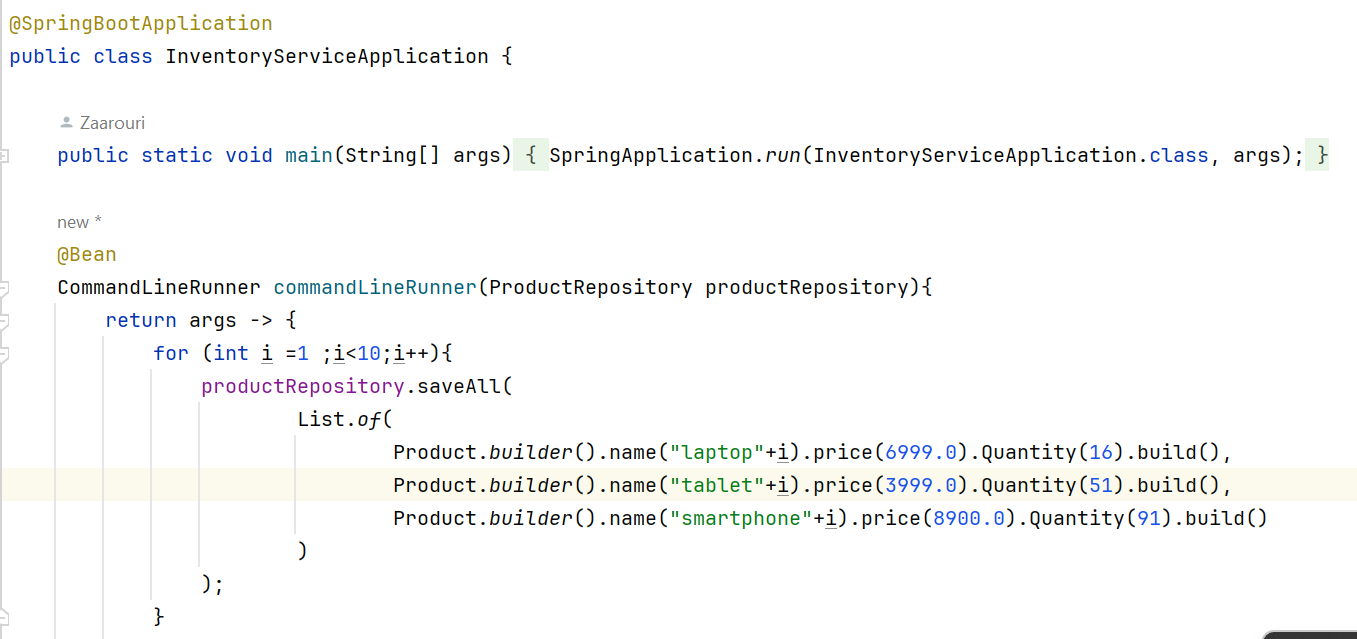 @SpringBootApplication
public class InventoryServiceApplication {
Zaarouri
public static void main(String[] args) { SpringApplication.run(InventoryServiceApplication.class, args); }
new *
@Bean
CommandLineRunner commandLineRunner(ProductRepository productRepository){
return args -> {
for (int i =1 ;i<10;i++){
productRepository.saveAll(
List.of(
Product.builder().name("laptop"+i).price(6999.0).Quantity(16).build(),
Product.builder().name("tablet"+i).price(3999.0).Quantity(51).build(),
Product.builder().name("smartphone"+i).price(8900.0).Quantity(91).build()
)
);
}